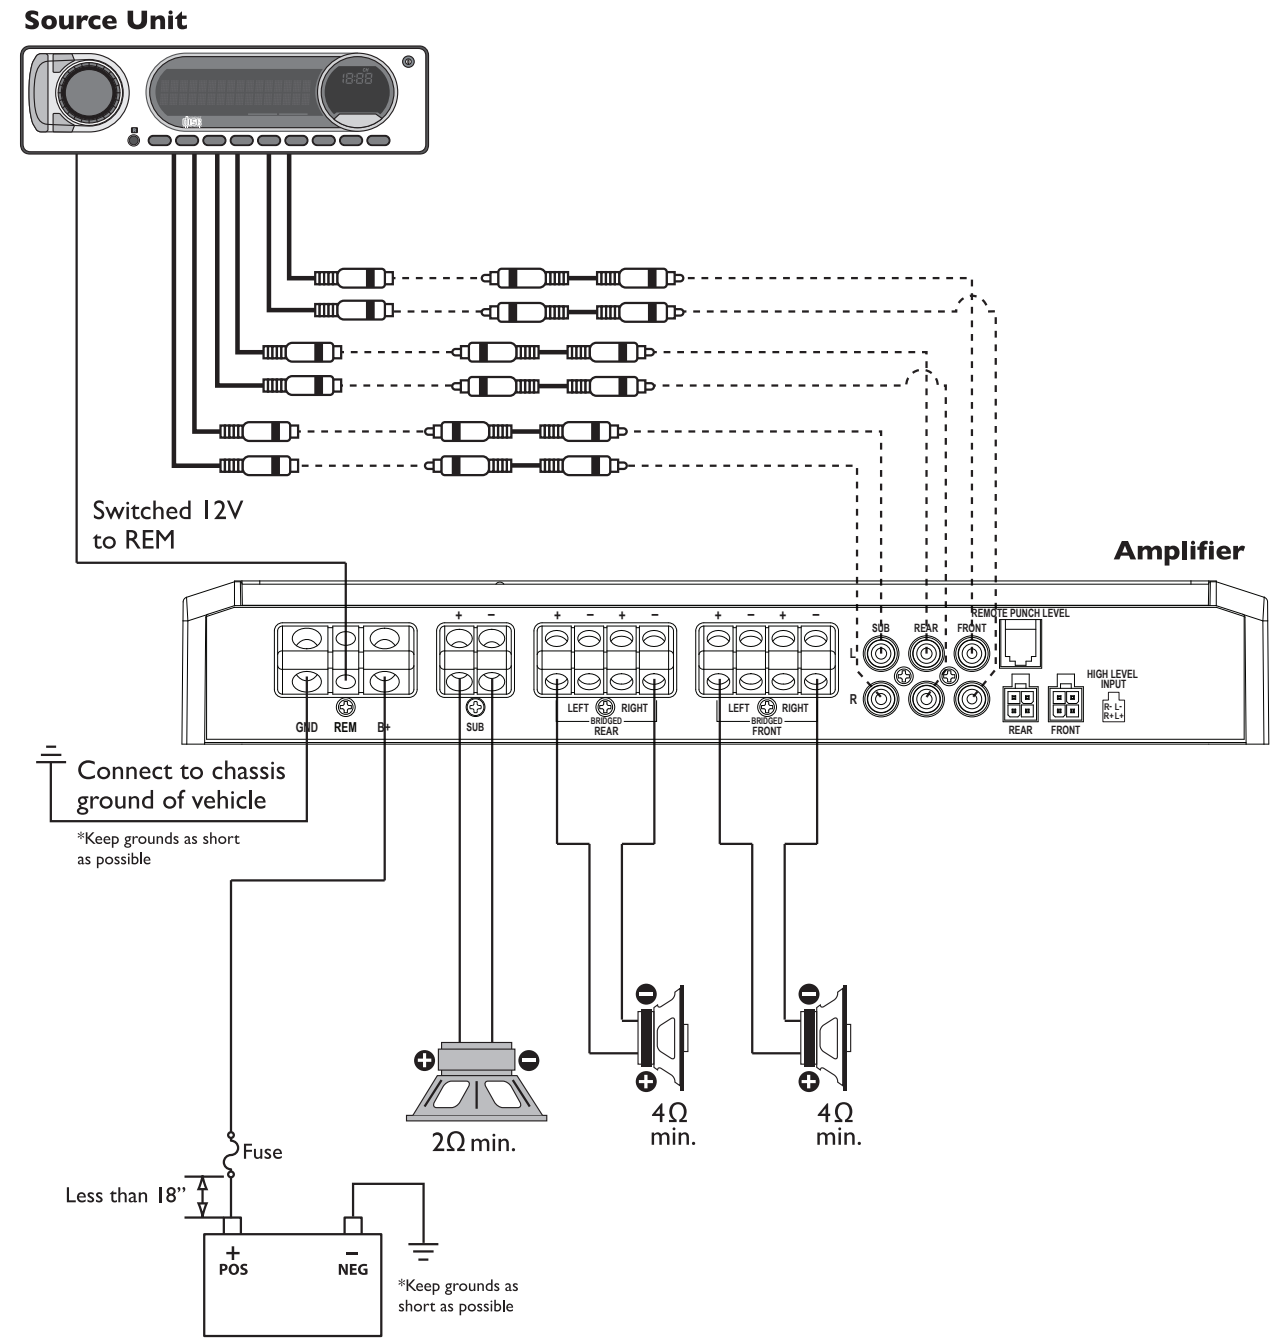 Source Unit
18:88
DISC
Switched 12V
to REM
Amplifier
+ − + − + − + − + −
SUB REAR FRONT
REMOTE PUNCH LEVEL
L
HIGH LEVEL
INPUT
R
R- L-
R+ L+
LEFT RIGHT
LEFT RIGHT
GND REM B+
SUB
BRIDGED
REAR
BRIDGED
FRONT
REAR FRONT
Connect to chassis
ground of vehicle
*Keep grounds as short
as possible
− −
+ −
+ +
4Ω
min.
4Ω
min.
2Ω min.
Fuse
Less than 18”
+ −
POS NEG
*Keep grounds as
short as possible